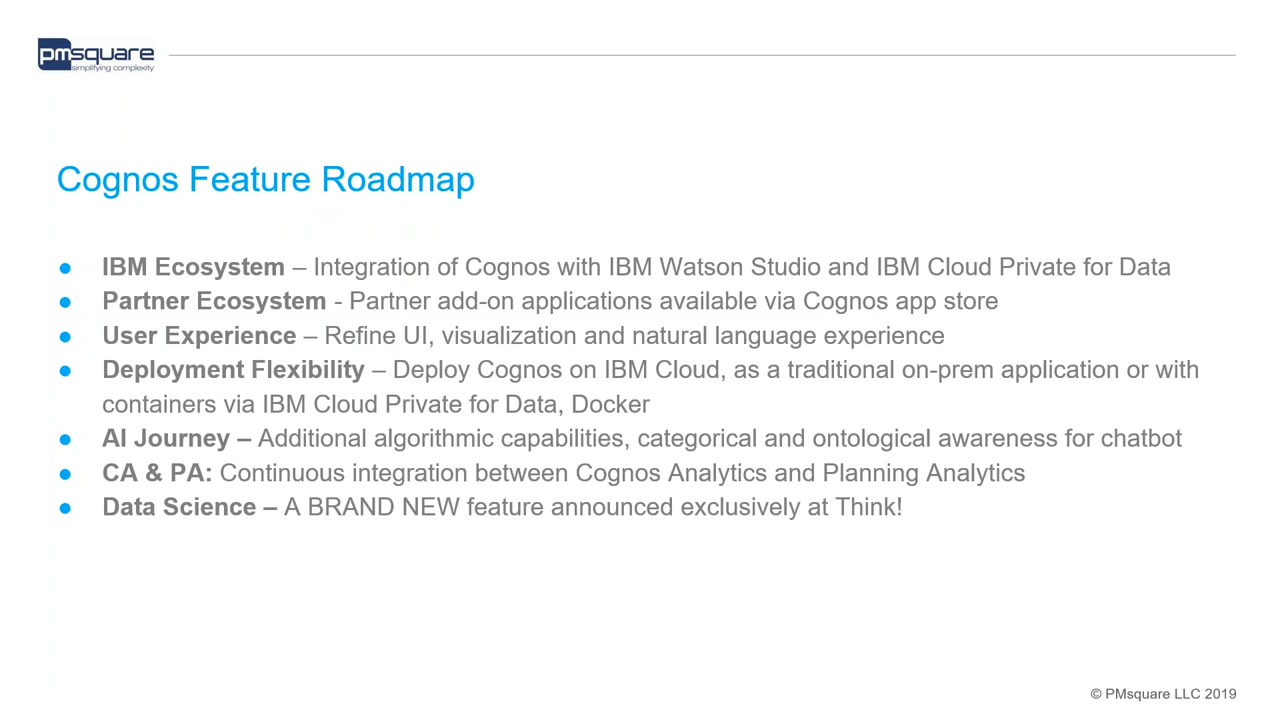 pmsquare
simplifying complexity
Cognos Feature Roadmap
● IBM Ecosystem – Integration of Cognos with IBM Watson Studio and IBM Cloud Private for Data
● Partner Ecosystem - Partner add-on applications available via Cognos app store
● User Experience – Refine UI, visualization and natural language experience
● Deployment Flexibility – Deploy Cognos on IBM Cloud, as a traditional on-prem application or with
containers via IBM Cloud Private for Data, Docker
● AI Journey – Additional algorithmic capabilities, categorical and ontological awareness for chatbot
● CA & PA: Continuous integration between Cognos Analytics and Planning Analytics
● Data Science – A BRAND NEW feature announced exclusively at Think!
© PMsquare LLC 2019